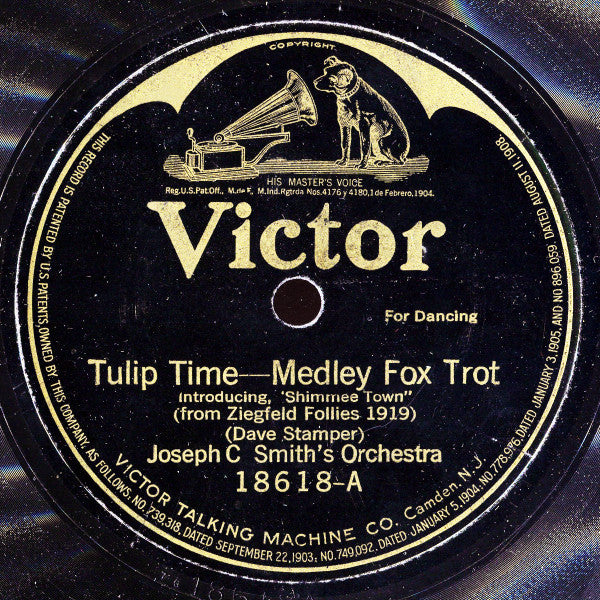 COPYRIGHT.
HIS MASTER'S VOICE
Reg.U.S.Pat.Off., M.de F., M.Ind.Rgtrda Nos.4176 y 4180,1 de Febrero, 1904.
Victor
For Dancing
Tulip Time—Medley Fox Trot
Introducing, 'Shimmee Town"
(from Ziegfeld Follies 1919)
(Dave Stamper)
Joseph C Smith's Orchestra
18618-A
VICTOR TALKING MACHINE CO. Camden, N.J.
THIS RECORD IS PATENTED BY U.S. PATENTS, OWNED BY THIS COMPANY, AS FOLLOWS, NO. 739,318, DATED SEPTEMBER 22,1903; NO. 749,092, DATED JANUARY 5,1904; NO. 778,976, DATED JANUARY 3, 1905, AND NO. 896,059, DATED AUGUST 11, 1908.